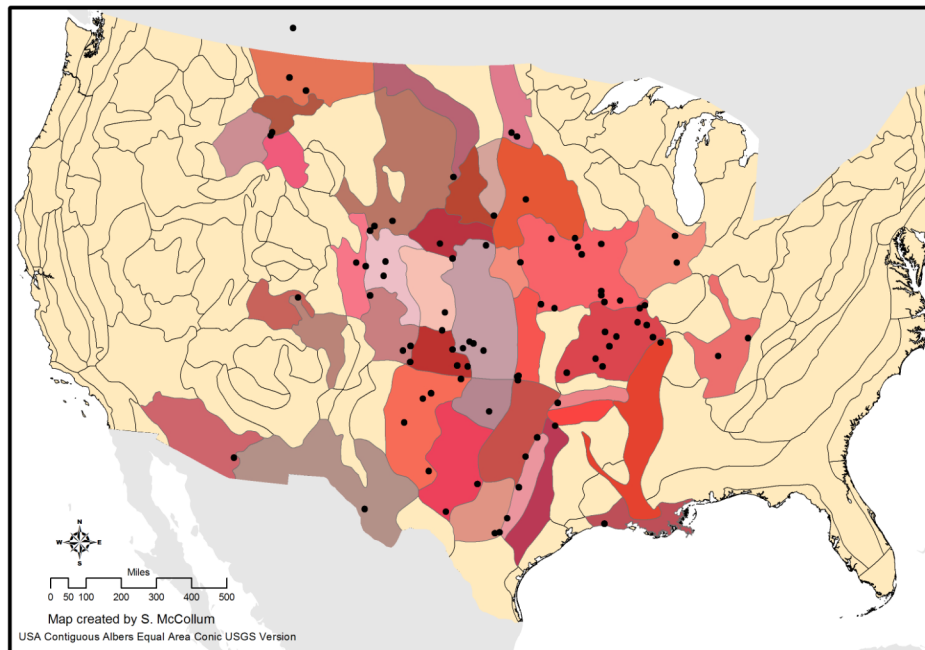 N
W E
S
Miles
0 50 100 200 300 400 500
Map created by S. McCollum
USA Contiguous Albers Equal Area Conic USGS Version